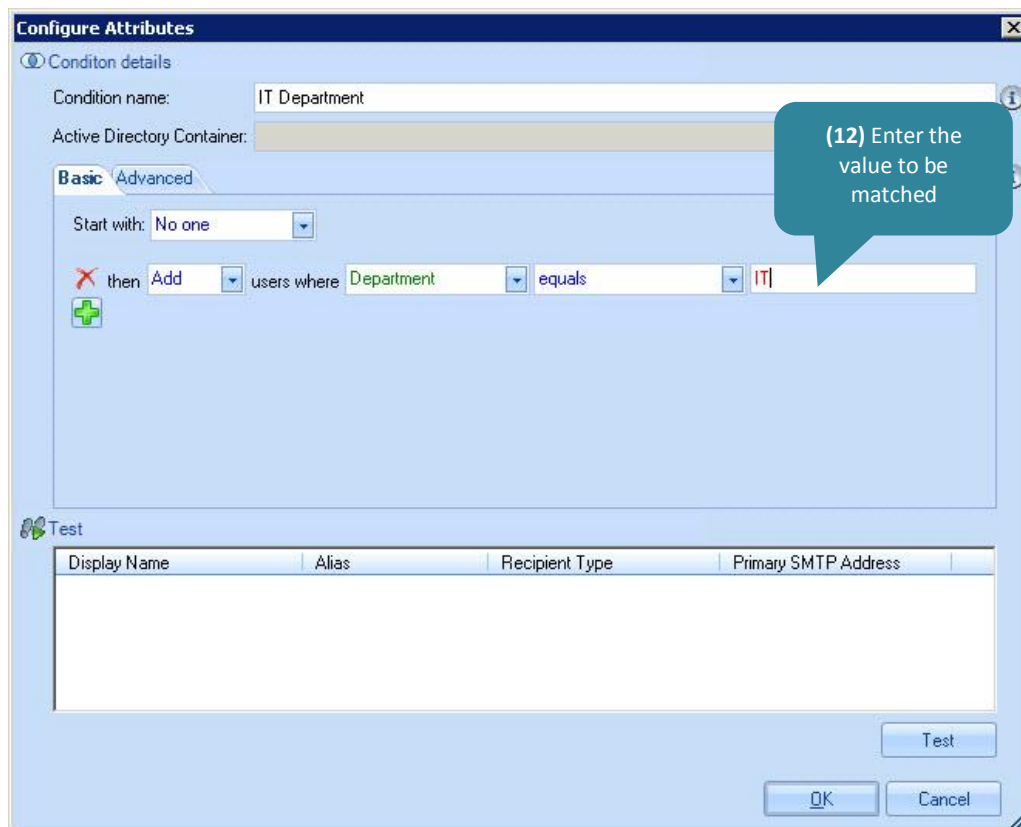 Configure Attributes
Conditon details
Condition name: IT Department
Active Directory Container:
(12) Enter the
value to be
matched
Basic Advanced
Start with: No one
then Add users where Department equals IT
Test
Display Name Alias Recipient Type Primary SMTP Address
Test
OK Cancel